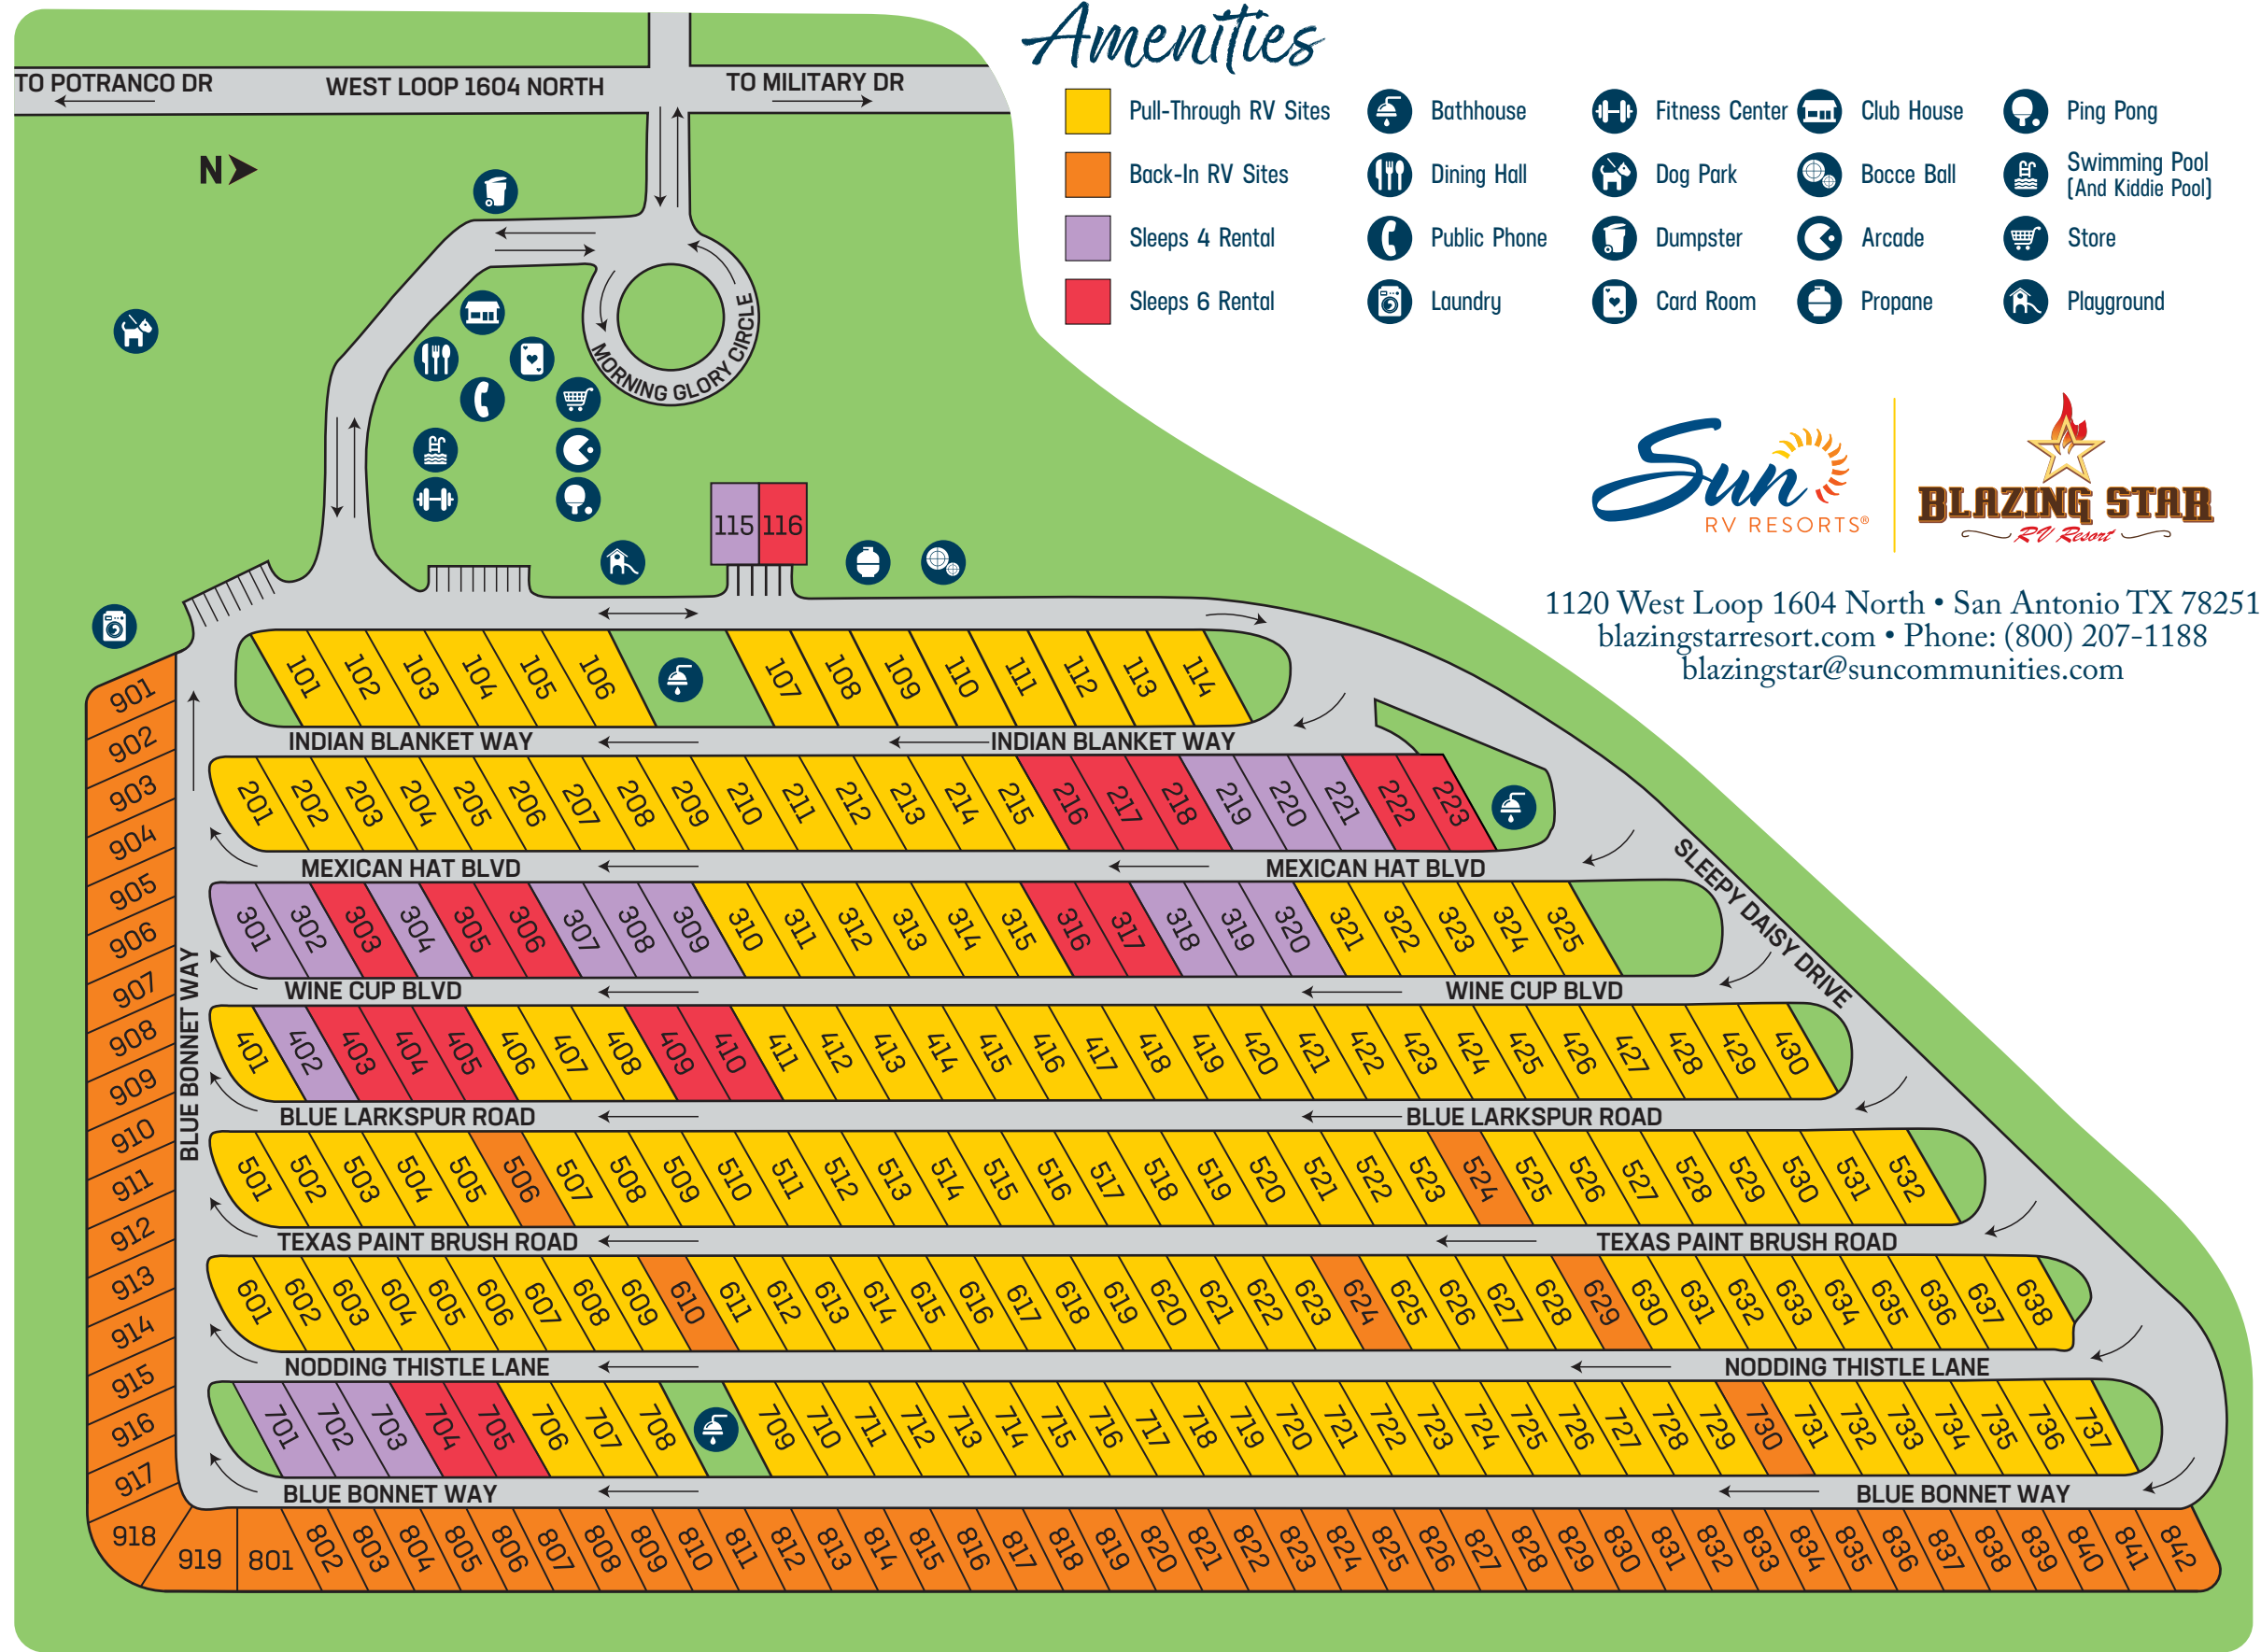 Amenities
Pull-Through RV Sites
Back-In RV Sites
Sleeps 4 Rental
Sleeps 6 Rental
Bathhouse
Dining Hall
Public Phone
Laundry
Fitness Center
Dog Park
Dumpster
Card Room
Club House
Bocce Ball
Arcade
Propane
Ping Pong
Swimming Pool
(And Kiddie Pool)
Store
Playground
Sun
RV RESORTS®
BLAZING STAR
RV Resort
1120 West Loop 1604 North • San Antonio TX 78251
blazingstarresort.com • Phone: (800) 207-1188
blazingstar@suncommunities.com
TO POTRANCO DR
WEST LOOP 1604 NORTH
TO MILITARY DR
N
MORNING GLORY CIRCLE
115 116
101 102 103 104 105 106 107 108 109 110 111 112 113 114
INDIAN BLANKET WAY INDIAN BLANKET WAY
201 202 203 204 205 206 207 208 209 210 211 212 213 214 215 216 217 218 219 220 221 222 223
MEXICAN HAT BLVD MEXICAN HAT BLVD
SLEEPY DAISY DRIVE
301 302 303 304 305 306 307 308 309 310 311 312 313 314 315 316 317 318 319 320 321 322 323 324 325
WINE CUP BLVD WINE CUP BLVD
401 402 403 404 405 406 407 408 409 410 411 412 413 414 415 416 417 418 419 420 421 422 423 424 425 426 427 428 429 430
BLUE LARKSPUR ROAD BLUE LARKSPUR ROAD
501 502 503 504 505 506 507 508 509 510 511 512 513 514 515 516 517 518 519 520 521 522 523 524 525 526 527 528 529 530 531 532
TEXAS PAINT BRUSH ROAD TEXAS PAINT BRUSH ROAD
601 602 603 604 605 606 607 608 609 610 611 612 613 614 615 616 617 618 619 620 621 622 623 624 625 626 627 628 629 630 631 632 633 634 635 636 637 638
NODDING THISTLE LANE NODDING THISTLE LANE
701 702 703 704 705 706 707 708 709 710 711 712 713 714 715 716 717 718 719 720 721 722 723 724 725 726 727 728 729 730 731 732 733 734 735 736 737
BLUE BONNET WAY BLUE BONNET WAY
BLUE BONNET WAY
901
902
903
904
905
906
907
908
909
910
911
912
913
914
915
916
917
918
919 801 802 803 804 805 806 807 808 809 810 811 812 813 814 815 816 817 818 819 820 821 822 823 824 825 826 827 828 829 830 831 832 833 834 835 836 837 838 839 840 841 842